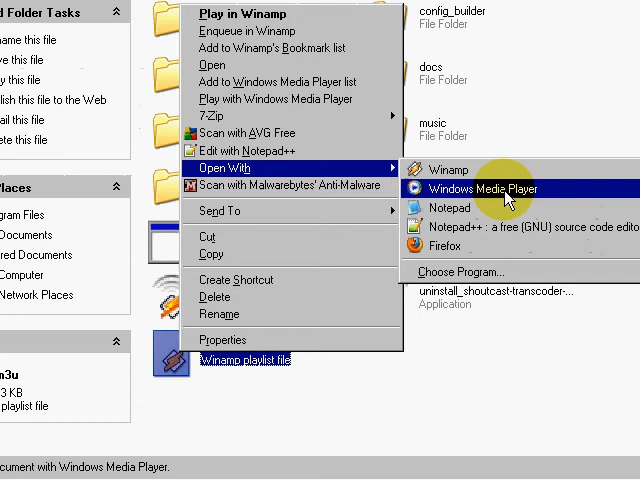 d Folder Tasks
name this file
ve this file
y this file
lish this file to the Web
ail this file
ete this file
Places
gram Files
Documents
red Documents
Computer
Network Places
m3u
3 KB
playlist file
Play in Winamp
Enqueue in Winamp
Add to Winamp's Bookmark list
Open
Add to Windows Media Player list
Play with Windows Media Player
7-Zip
Scan with AVG Free
Edit with Notepad++
Open With
Scan with Malwarebytes' Anti-Malware
Send To
Cut
Copy
Create Shortcut
Delete
Rename
Properties
Winamp playlist file
config_builder
File Folder
docs
File Folder
music
File Folder
Winamp
Windows Media Player
Notepad
Notepad++ : a free (GNU) source code edito
Firefox
Choose Program...
uninstall_shoutcast-transcoder-...
Application
cument with Windows Media Player.